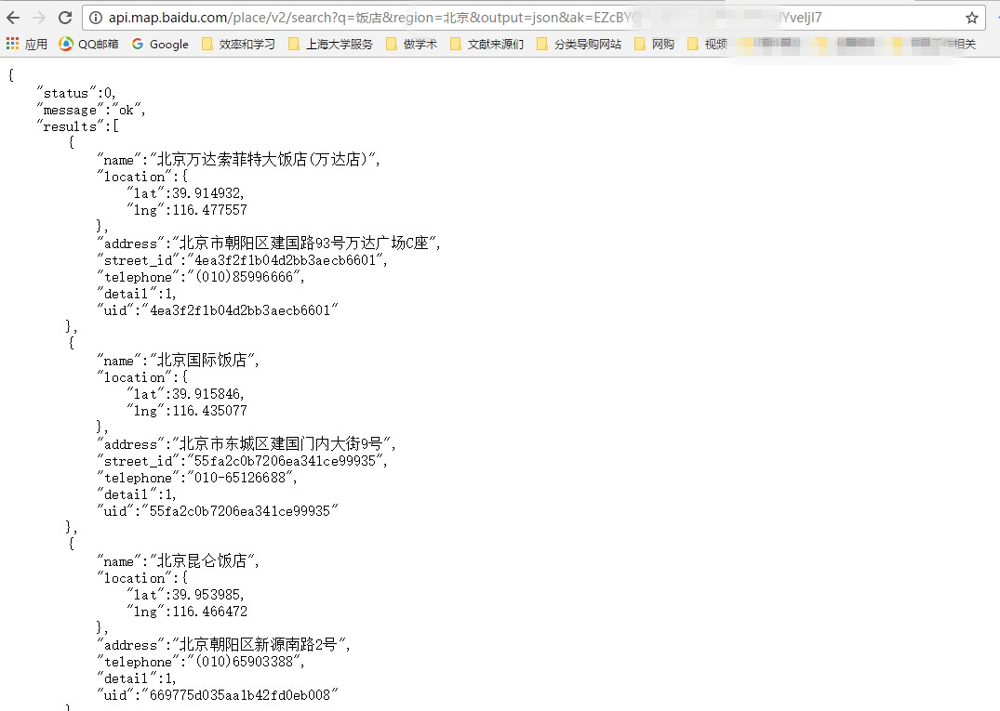 api.map.baidu.com/place/v2/search?q=饭店&region=北京&output=json&ak=EZcBY
应用 QQ邮箱 Google 效率和学习 上海大学服务 做学术 文献来源们 分类导购网站 网购 视频 相关
{
"status":0,
"message":"ok",
"results":[
{
"name":"北京万达索菲特大饭店(万达店)",
"location":{
"lat":39.914932,
"lng":116.477557
},
"address":"北京市朝阳区建国路93号万达广场C座",
"street_id":"4ea3f2f1b04d2bb3aecb6601",
"telephone":"(010)85996666",
"detail":1,
"uid":"4ea3f2f1b04d2bb3aecb6601"
},
{
"name":"北京国际饭店",
"location":{
"lat":39.915846,
"lng":116.435077
},
"address":"北京市东城区建国门内大街9号",
"street_id":"55fa2c0b7206ea341ce99935",
"telephone":"010-65126688",
"detail":1,
"uid":"55fa2c0b7206ea341ce99935"
},
{
"name":"北京昆仑饭店",
"location":{
"lat":39.953985,
"lng":116.466472
},
"address":"北京朝阳区新源南路2号",
"telephone":"(010)65903388",
"detail":1,
"uid":"669775d035aa1b42fd0eb008"
}